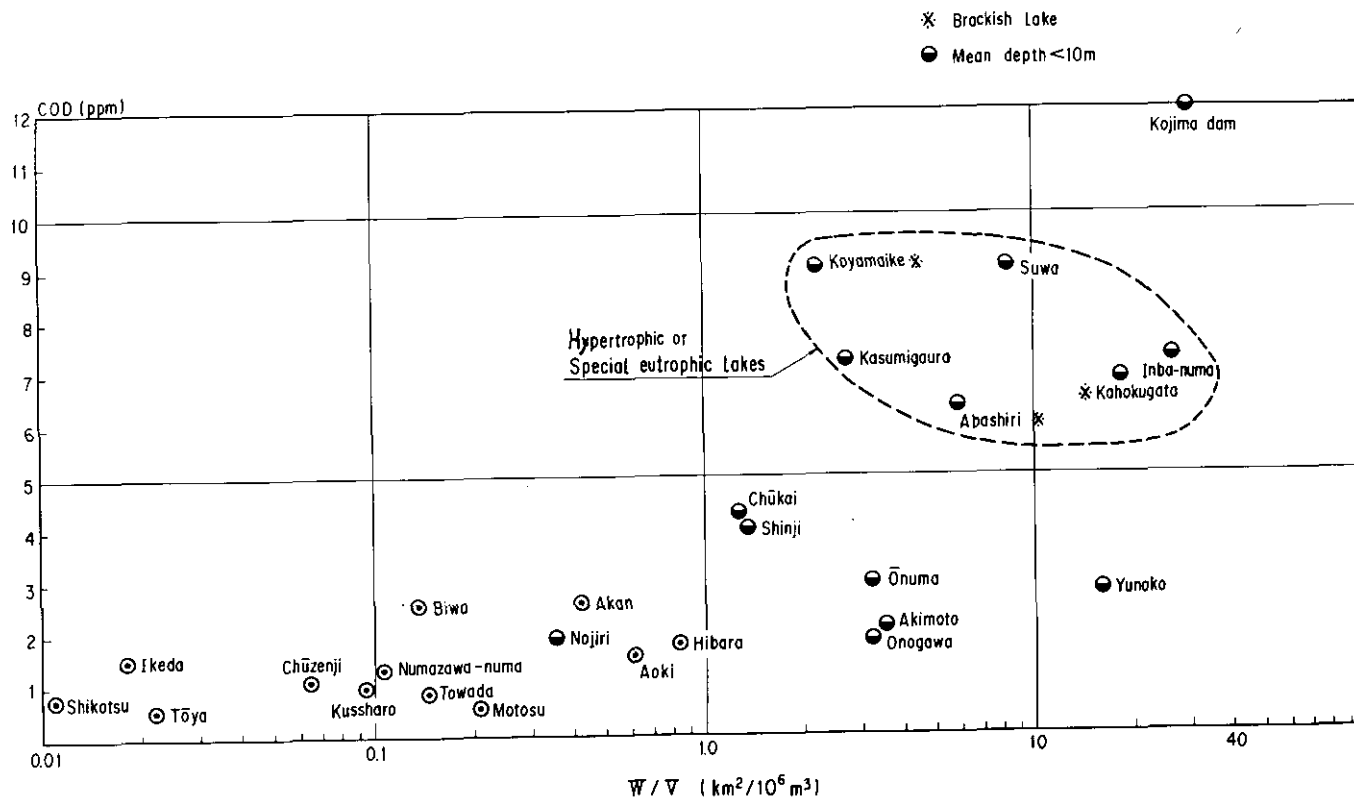 ※ Brackish Lake
◒ Mean depth <10m
COD (ppm)
12
11
10
9
8
7
6
5
4
3
2
1
Kojima dam
Koyamaike ※
Suwa
Hypertrophic or
Special eutrophic Lakes
Kasumigaura
Inba-numa
※ Kahokugata
Abashiri ※
Chūkai
Shinji
Ōnuma
Yunoko
Biwa
Akan
Akimoto
Nojiri
Hibara
Onogawa
Ikeda
Chūzenji
Numazawa-numa
Aoki
Shikotsu
Tōya
Kussharo
Towada
Motosu
0.01
0.1
1.0
10
40
W̅/V̅ (km²/10⁶m³)